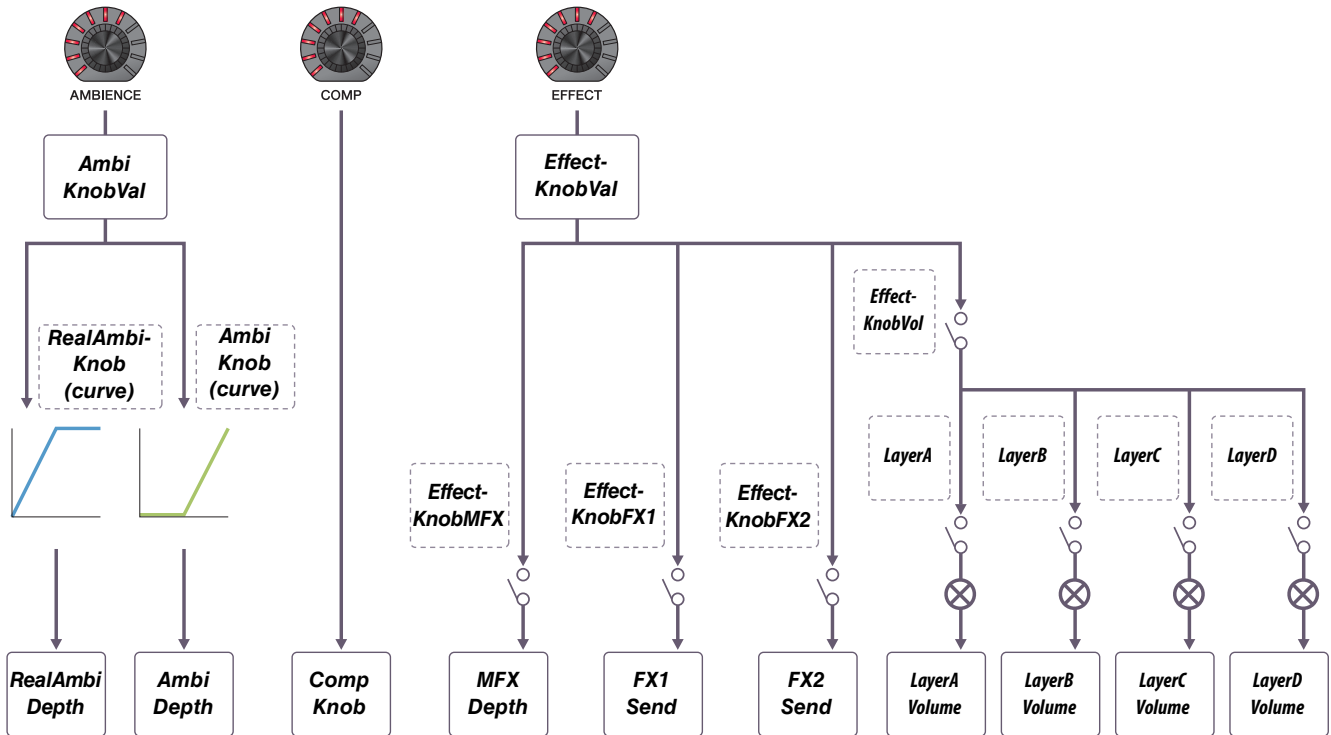 AMBIENCE
COMP
EFFECT
Ambi
KnobVal
Effect-
KnobVal
Effect-
KnobVol
RealAmbi-
Knob
(curve)
Ambi
Knob
(curve)
LayerA
LayerB
LayerC
LayerD
Effect-
KnobMFX
Effect-
KnobFX1
Effect-
KnobFX2
RealAmbi
Depth
Ambi
Depth
Comp
Knob
MFX
Depth
FX1
Send
FX2
Send
LayerA
Volume
LayerB
Volume
LayerC
Volume
LayerD
Volume